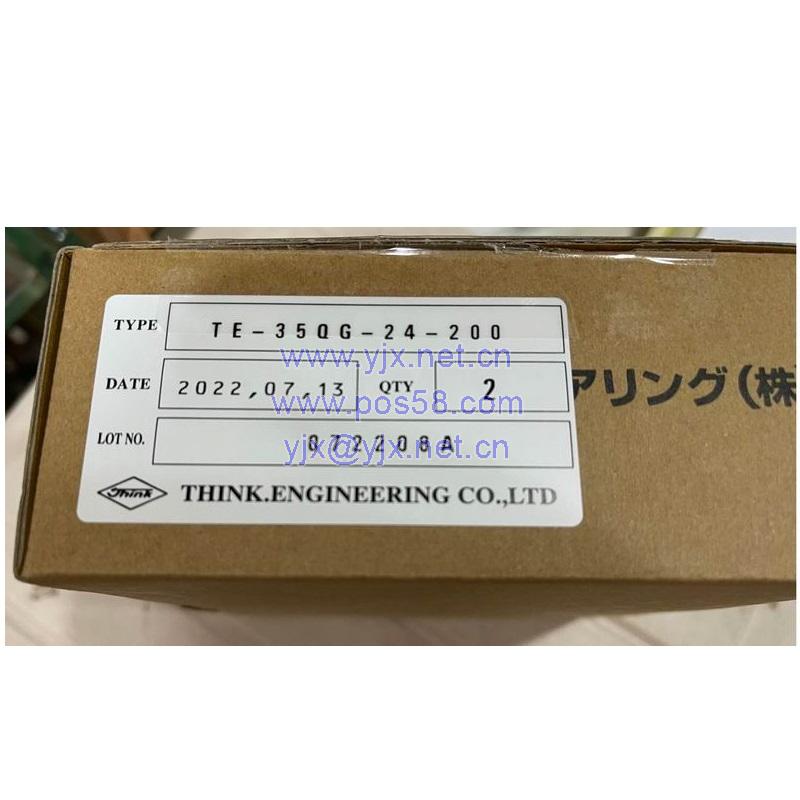 TYPE TE-35QG-24-200
www.yjx.net.cn
DATE 2022,07,13 QTY 2
www.pos58.com
アリング(株
LOT NO. 072208A
yjx@yjx.net.cn
Think THINK.ENGINEERING CO.,LTD